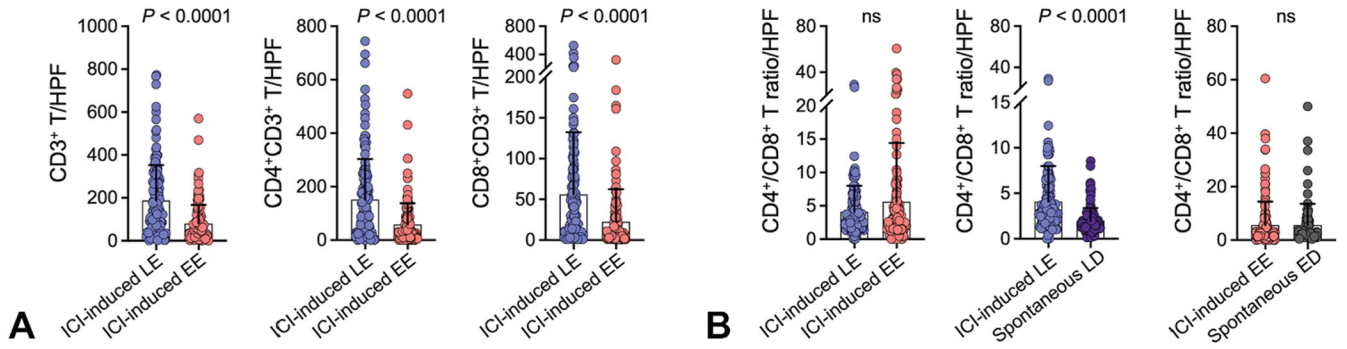 P < 0.0001
CD3+ T/HPF
1000
800
600
400
200
0
ICI-induced LE
ICI-induced EE
P < 0.0001
CD4+CD3+ T/HPF
800
600
400
200
0
ICI-induced LE
ICI-induced EE
P < 0.0001
CD8+CD3+ T/HPF
800
400
200
150
100
50
0
ICI-induced LE
ICI-induced EE
A
ns
CD4+/CD8+ T ratio/HPF
80
40
20
15
10
5
0
ICI-induced LE
ICI-induced EE
P < 0.0001
CD4+/CD8+ T ratio/HPF
80
40
15
10
5
0
ICI-induced LE
Spontaneous LD
ns
CD4+/CD8+ T ratio/HPF
80
60
40
20
0
ICI-induced EE
Spontaneous ED
B